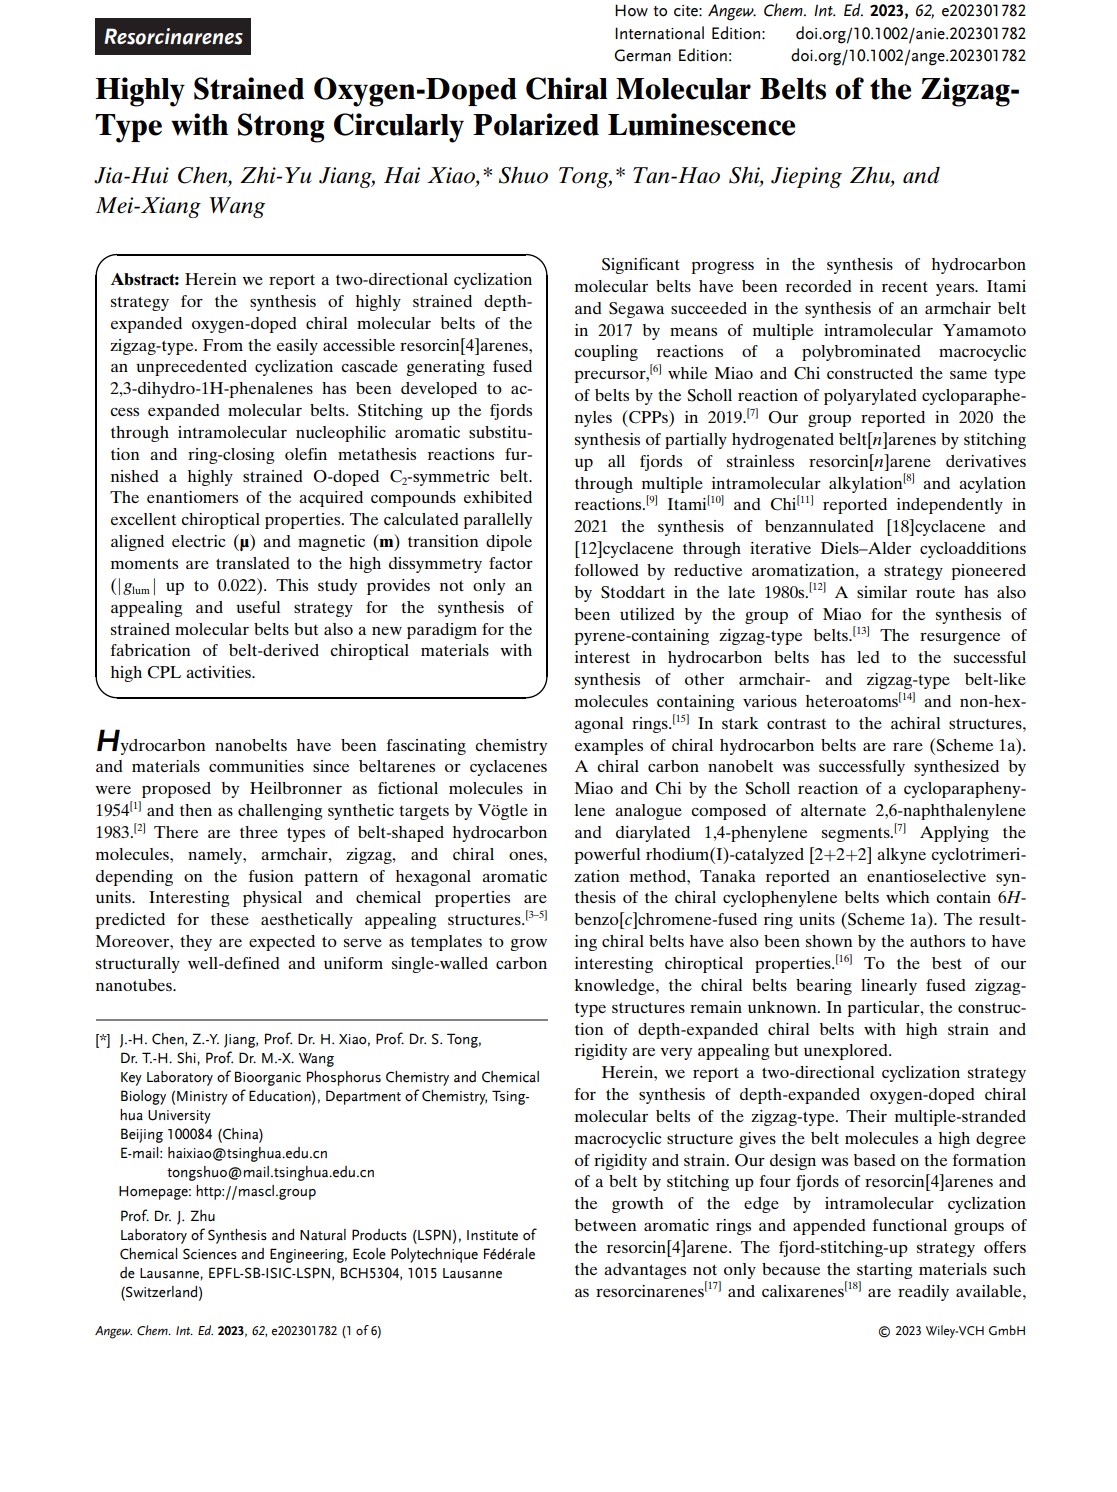 Resorcinarenes
How to cite: Angew. Chem. Int. Ed. 2023, 62, e202301782
International Edition: doi.org/10.1002/anie.202301782
German Edition: doi.org/10.1002/ange.202301782
Highly Strained Oxygen-Doped Chiral Molecular Belts of the Zigzag-
Type with Strong Circularly Polarized Luminescence
Jia-Hui Chen, Zhi-Yu Jiang, Hai Xiao,* Shuo Tong,* Tan-Hao Shi, Jieping Zhu, and
Mei-Xiang Wang
Abstract: Herein we report a two-directional cyclization
strategy for the synthesis of highly strained depth-
expanded oxygen-doped chiral molecular belts of the
zigzag-type. From the easily accessible resorcin[4]arenes,
an unprecedented cyclization cascade generating fused
2,3-dihydro-1H-phenalenes has been developed to ac-
cess expanded molecular belts. Stitching up the fjords
through intramolecular nucleophilic aromatic substitu-
tion and ring-closing olefin metathesis reactions fur-
nished a highly strained O-doped C₂-symmetric belt.
The enantiomers of the acquired compounds exhibited
excellent chiroptical properties. The calculated parallelly
aligned electric (μ) and magnetic (m) transition dipole
moments are translated to the high dissymmetry factor
(|glum| up to 0.022). This study provides not only an
appealing and useful strategy for the synthesis of
strained molecular belts but also a new paradigm for the
fabrication of belt-derived chiroptical materials with
high CPL activities.
Hydrocarbon nanobelts have been fascinating chemistry
and materials communities since beltarenes or cyclacenes
were proposed by Heilbronner as fictional molecules in
1954[1] and then as challenging synthetic targets by Vögtle in
1983.[2] There are three types of belt-shaped hydrocarbon
molecules, namely, armchair, zigzag, and chiral ones,
depending on the fusion pattern of hexagonal aromatic
units. Interesting physical and chemical properties are
predicted for these aesthetically appealing structures.[3–5]
Moreover, they are expected to serve as templates to grow
structurally well-defined and uniform single-walled carbon
nanotubes.
[*] J.-H. Chen, Z.-Y. Jiang, Prof. Dr. H. Xiao, Prof. Dr. S. Tong,
Dr. T.-H. Shi, Prof. Dr. M.-X. Wang
Key Laboratory of Bioorganic Phosphorus Chemistry and Chemical
Biology (Ministry of Education), Department of Chemistry, Tsing-
hua University
Beijing 100084 (China)
E-mail: haixiao@tsinghua.edu.cn
tongshuo@mail.tsinghua.edu.cn
Homepage: http://mascl.group
Prof. Dr. J. Zhu
Laboratory of Synthesis and Natural Products (LSPN), Institute of
Chemical Sciences and Engineering, Ecole Polytechnique Fédérale
de Lausanne, EPFL-SB-ISIC-LSPN, BCH5304, 1015 Lausanne
(Switzerland)
Significant progress in the synthesis of hydrocarbon
molecular belts have been recorded in recent years. Itami
and Segawa succeeded in the synthesis of an armchair belt
in 2017 by means of multiple intramolecular Yamamoto
coupling reactions of a polybrominated macrocyclic
precursor,[6] while Miao and Chi constructed the same type
of belts by the Scholl reaction of polyarylated cycloparaphe-
nyles (CPPs) in 2019.[7] Our group reported in 2020 the
synthesis of partially hydrogenated belt[n]arenes by stitching
up all fjords of strainless resorcin[n]arene derivatives
through multiple intramolecular alkylation[8] and acylation
reactions.[9] Itami[10] and Chi[11] reported independently in
2021 the synthesis of benzannulated [18]cyclacene and
[12]cyclacene through iterative Diels–Alder cycloadditions
followed by reductive aromatization, a strategy pioneered
by Stoddart in the late 1980s.[12] A similar route has also
been utilized by the group of Miao for the synthesis of
pyrene-containing zigzag-type belts.[13] The resurgence of
interest in hydrocarbon belts has led to the successful
synthesis of other armchair- and zigzag-type belt-like
molecules containing various heteroatoms[14] and non-hex-
agonal rings.[15] In stark contrast to the achiral structures,
examples of chiral hydrocarbon belts are rare (Scheme 1a).
A chiral carbon nanobelt was successfully synthesized by
Miao and Chi by the Scholl reaction of a cycloparapheny-
lene analogue composed of alternate 2,6-naphthalenylene
and diarylated 1,4-phenylene segments.[7] Applying the
powerful rhodium(I)-catalyzed [2+2+2] alkyne cyclotrimeri-
zation method, Tanaka reported an enantioselective syn-
thesis of the chiral cyclophenylene belts which contain 6H-
benzo[c]chromene-fused ring units (Scheme 1a). The result-
ing chiral belts have also been shown by the authors to have
interesting chiroptical properties.[16] To the best of our
knowledge, the chiral belts bearing linearly fused zigzag-
type structures remain unknown. In particular, the construc-
tion of depth-expanded chiral belts with high strain and
rigidity are very appealing but unexplored.
Herein, we report a two-directional cyclization strategy
for the synthesis of depth-expanded oxygen-doped chiral
molecular belts of the zigzag-type. Their multiple-stranded
macrocyclic structure gives the belt molecules a high degree
of rigidity and strain. Our design was based on the formation
of a belt by stitching up four fjords of resorcin[4]arenes and
the growth of the edge by intramolecular cyclization
between aromatic rings and appended functional groups of
the resorcin[4]arene. The fjord-stitching-up strategy offers
the advantages not only because the starting materials such
as resorcinarenes[17] and calixarenes[18] are readily available,
Angew. Chem. Int. Ed. 2023, 62, e202301782 (1 of 6)
© 2023 Wiley-VCH GmbH